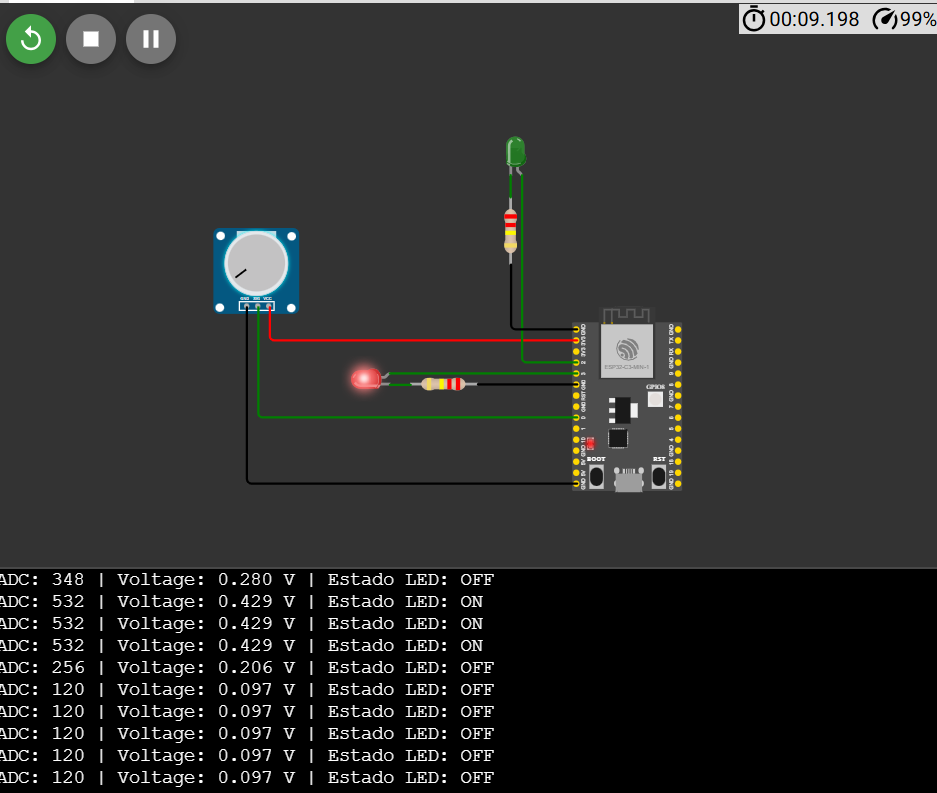 00:09.198 99%
GND SIG VCC
ESP32-C3-MINI-1
GPIO8
BOOT RST
ADC: 348 | Voltage: 0.280 V | Estado LED: OFF
ADC: 532 | Voltage: 0.429 V | Estado LED: ON
ADC: 532 | Voltage: 0.429 V | Estado LED: ON
ADC: 532 | Voltage: 0.429 V | Estado LED: ON
ADC: 256 | Voltage: 0.206 V | Estado LED: OFF
ADC: 120 | Voltage: 0.097 V | Estado LED: OFF
ADC: 120 | Voltage: 0.097 V | Estado LED: OFF
ADC: 120 | Voltage: 0.097 V | Estado LED: OFF
ADC: 120 | Voltage: 0.097 V | Estado LED: OFF
ADC: 120 | Voltage: 0.097 V | Estado LED: OFF